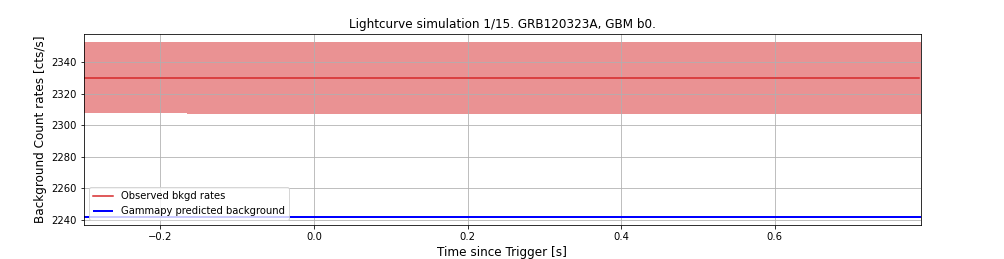 Lightcurve simulation 1/15. GRB120323A, GBM b0.
Background Count rates [cts/s]
2340
2320
2300
2280
2260
2240
Observed bkgd rates
Gammapy predicted background
−0.2 0.0 0.2 0.4 0.6
Time since Trigger [s]